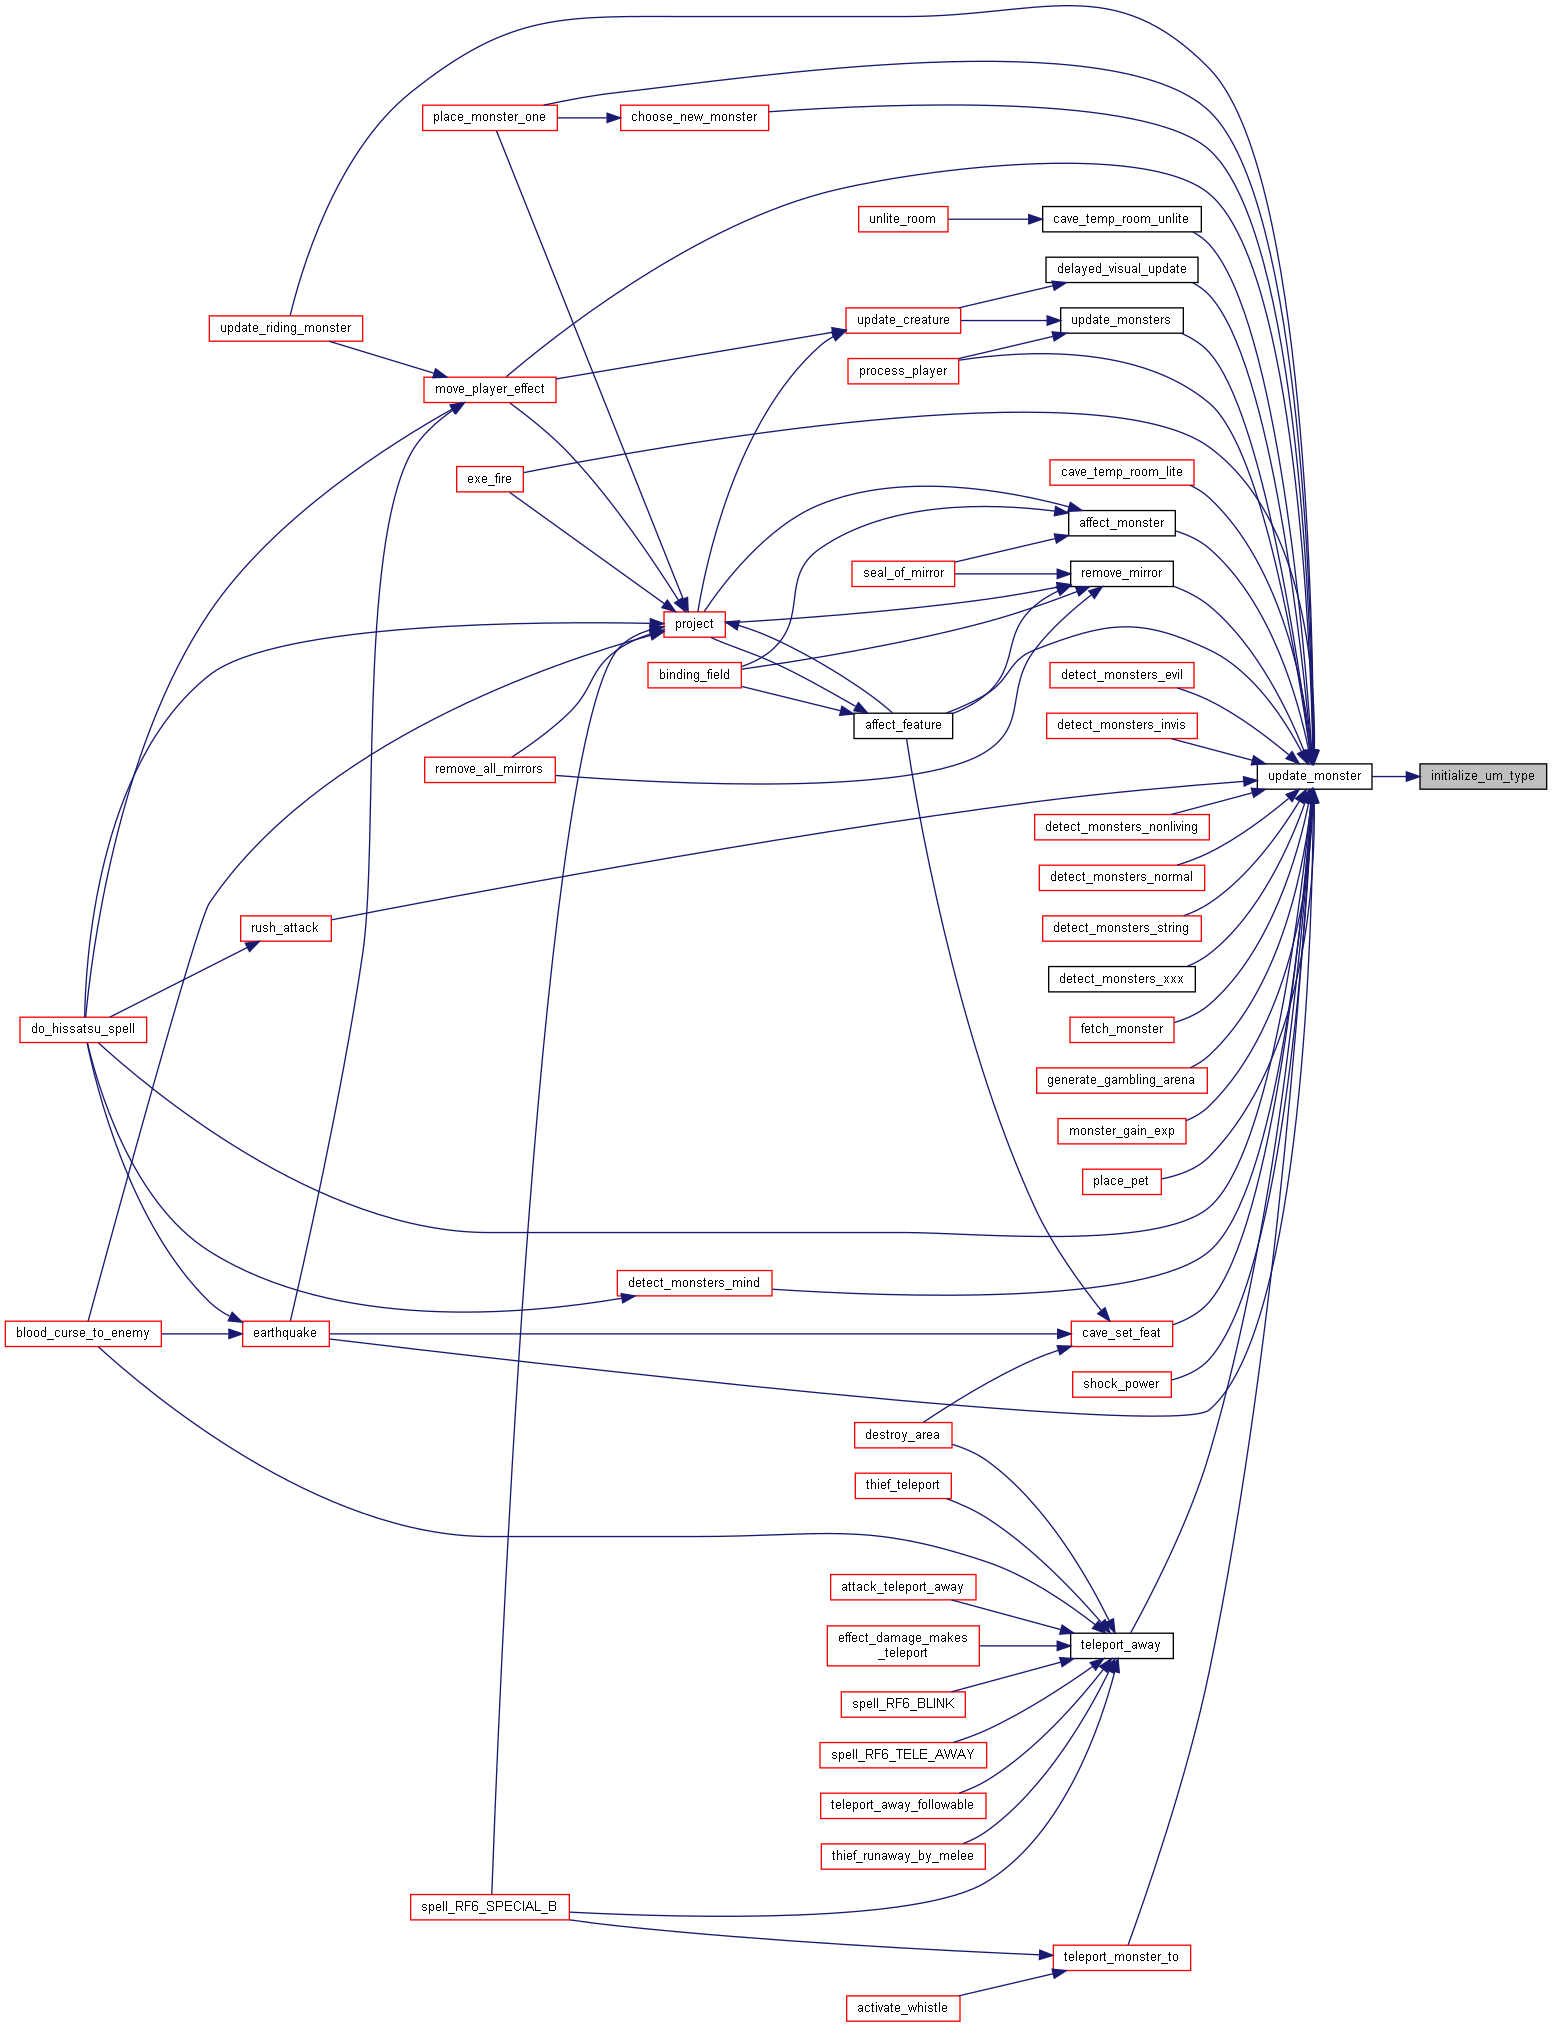 place_monster_one
choose_new_monster
unlite_room
cave_temp_room_unlite
delayed_visual_update
update_riding_monster
update_creature
update_monsters
process_player
move_player_effect
exe_fire
cave_temp_room_lite
affect_monster
seal_of_mirror
remove_mirror
project
binding_field
detect_monsters_evil
affect_feature
detect_monsters_invis
remove_all_mirrors
update_monster
initialize_um_type
detect_monsters_nonliving
detect_monsters_normal
rush_attack
detect_monsters_string
detect_monsters_xxx
do_hissatsu_spell
fetch_monster
generate_gambling_arena
monster_gain_exp
place_pet
detect_monsters_mind
blood_curse_to_enemy
earthquake
cave_set_feat
shock_power
destroy_area
thief_teleport
attack_teleport_away
effect_damage_makes
_teleport
teleport_away
spell_RF6_BLINK
spell_RF6_TELE_AWAY
teleport_away_followable
thief_runaway_by_melee
spell_RF6_SPECIAL_B
teleport_monster_to
activate_whistle